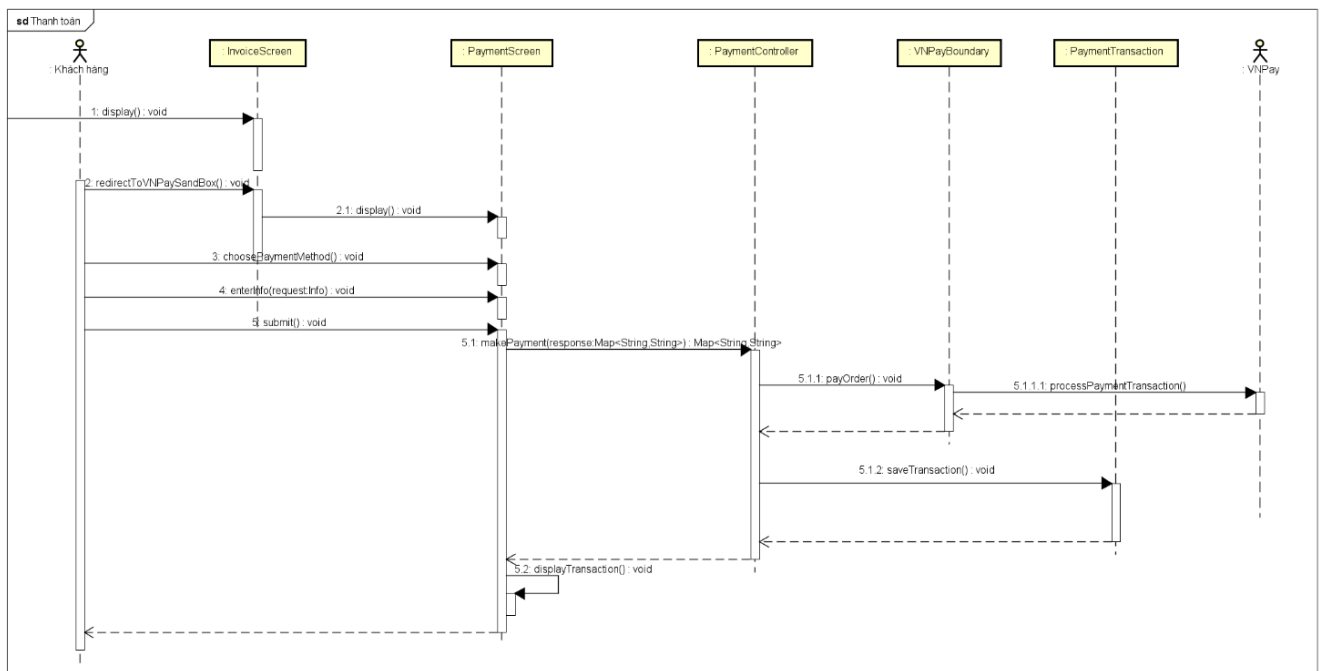 sd Thanh toán
: Khách hàng
: InvoiceScreen
: PaymentScreen
: PaymentController
: VNPayBoundary
: PaymentTransaction
: VNPay
1: display() : void
2: redirectToVNPaySandBox() : void
2.1: display() : void
3: choosePaymentMethod() : void
4: enterInfo(request:Info) : void
5: submit() : void
5.1: makePayment(response:Map<String,String>) : Map<String,String>
5.1.1: payOrder() : void
5.1.1.1: processPaymentTransaction()
5.1.2: saveTransaction() : void
5.2: displayTransaction() : void